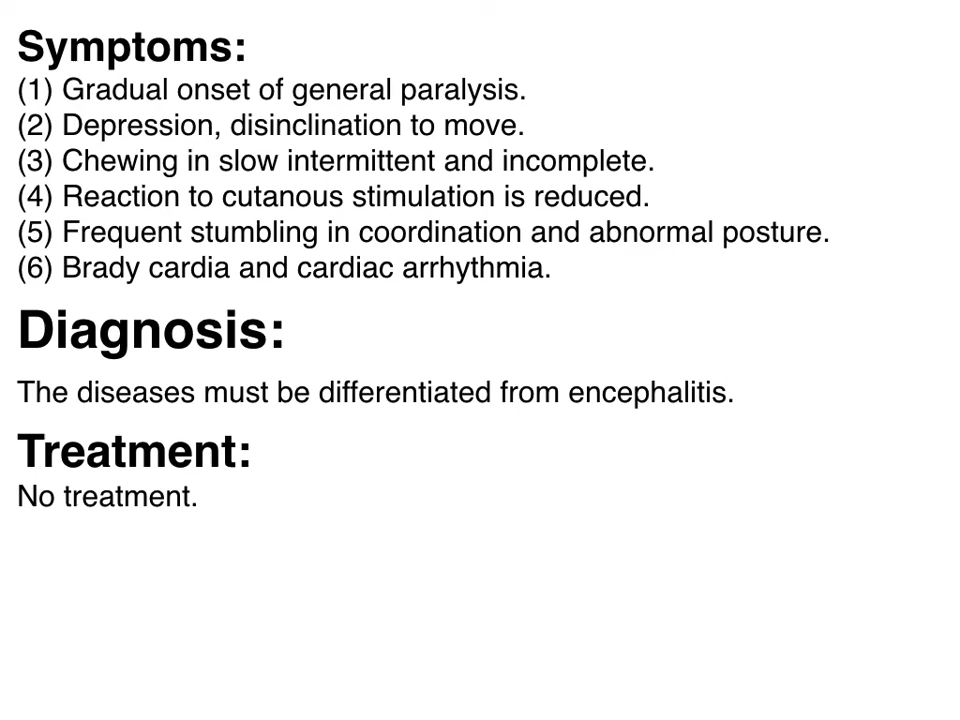 Symptoms:
(1) Gradual onset of general paralysis.
(2) Depression, disinclination to move.
(3) Chewing in slow intermittent and incomplete.
(4) Reaction to cutanous stimulation is reduced.
(5) Frequent stumbling in coordination and abnormal posture.
(6) Brady cardia and cardiac arrhythmia.
Diagnosis:
The diseases must be differentiated from encephalitis.
Treatment:
No treatment.